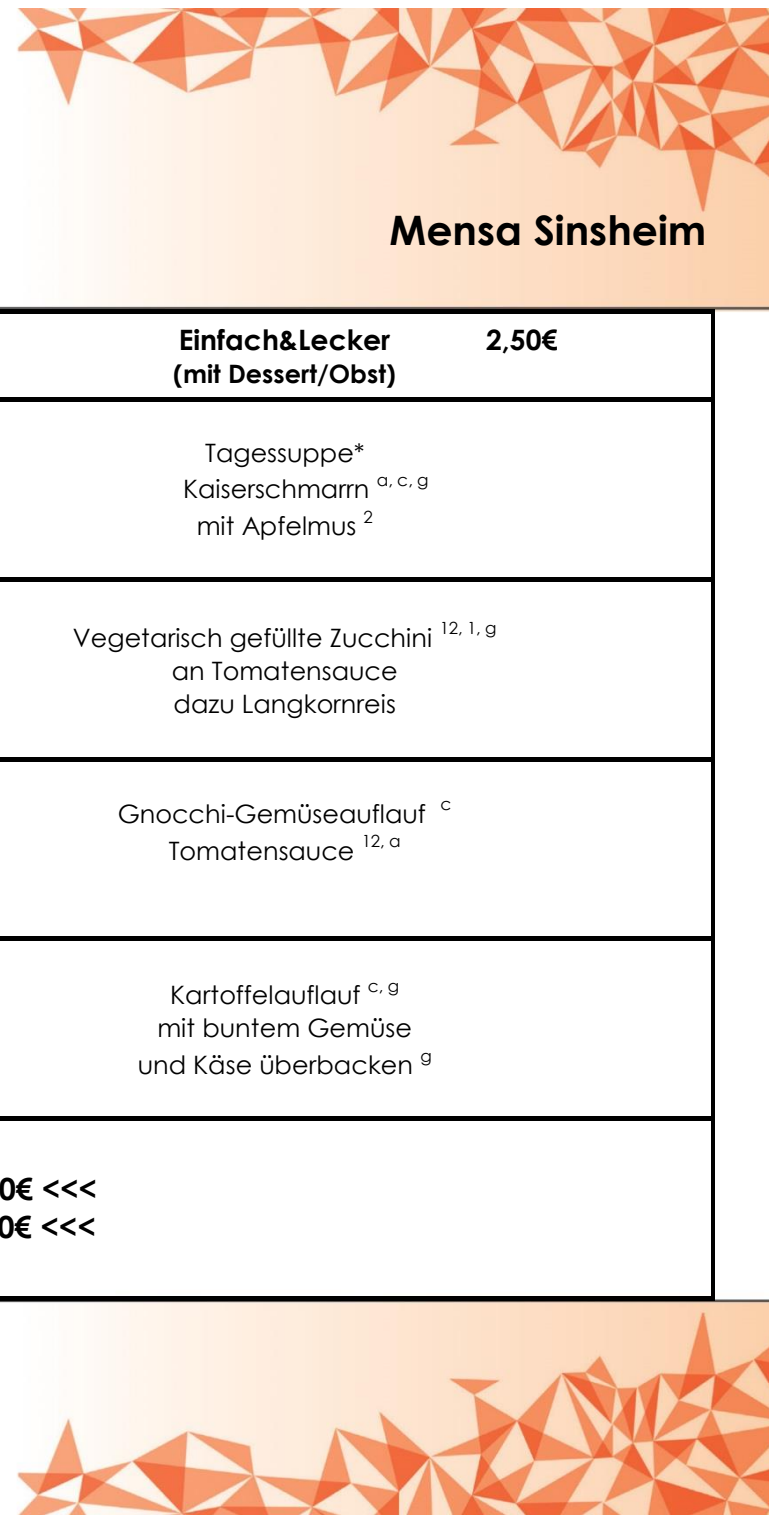 Mensa Sinsheim
Einfach&Lecker 2,50€
(mit Dessert/Obst)
Tagessuppe*
Kaiserschmarrn a, c, g
mit Apfelmus 2
Vegetarisch gefüllte Zucchini 12, 1, g
an Tomatensauce
dazu Langkornreis
Gnocchi-Gemüseauflauf c
Tomatensauce 12, a
Kartoffelauflauf c, g
mit buntem Gemüse
und Käse überbacken g
0€ <<<
0€ <<<